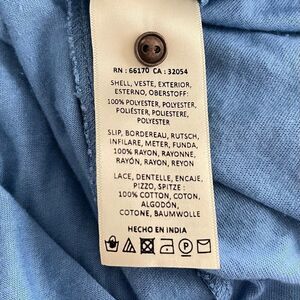 RN : 66170 CA : 32054
SHELL, VESTE, EXTERIOR,
ESTERNO, OBERSTOFF:
100% POLYESTER, POLYESTER,
POLIÉSTER, POLIESTERE,
POLYESTER
SLIP, BORDEREAU, RUTSCH,
INFILARE, METER, FUNDA,
100% RAYON, RAYONNE,
RAYÓN, RAYON, REYON
LACE, DENTELLE, ENCAJE,
PIZZO, SPITZE :
100% COTTON, COTON,
ALGODÓN,
COTONE, BAUMWOLLE
HECHO EN INDIA
P